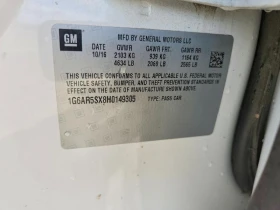 GM
MFD BY GENERAL MOTORS LLC
DATE GVWR GAWR FRT GAWR RR
10/16 2103 KG 939 KG 1164 KG
4634 LB 2069 LB 2566 LB
THIS VEHICLE CONFORMS TO ALL APPLICABLE U.S.
FEDERAL MOTOR VEHICLE SAFETY, BUMPER, AND
THEFT PREVENTION STANDARDS IN EFFECT ON THE
DATE OF MANUFACTURE SHOWN ABOVE.
1G6AR5SX8H0149305 TYPE: PASS CAR